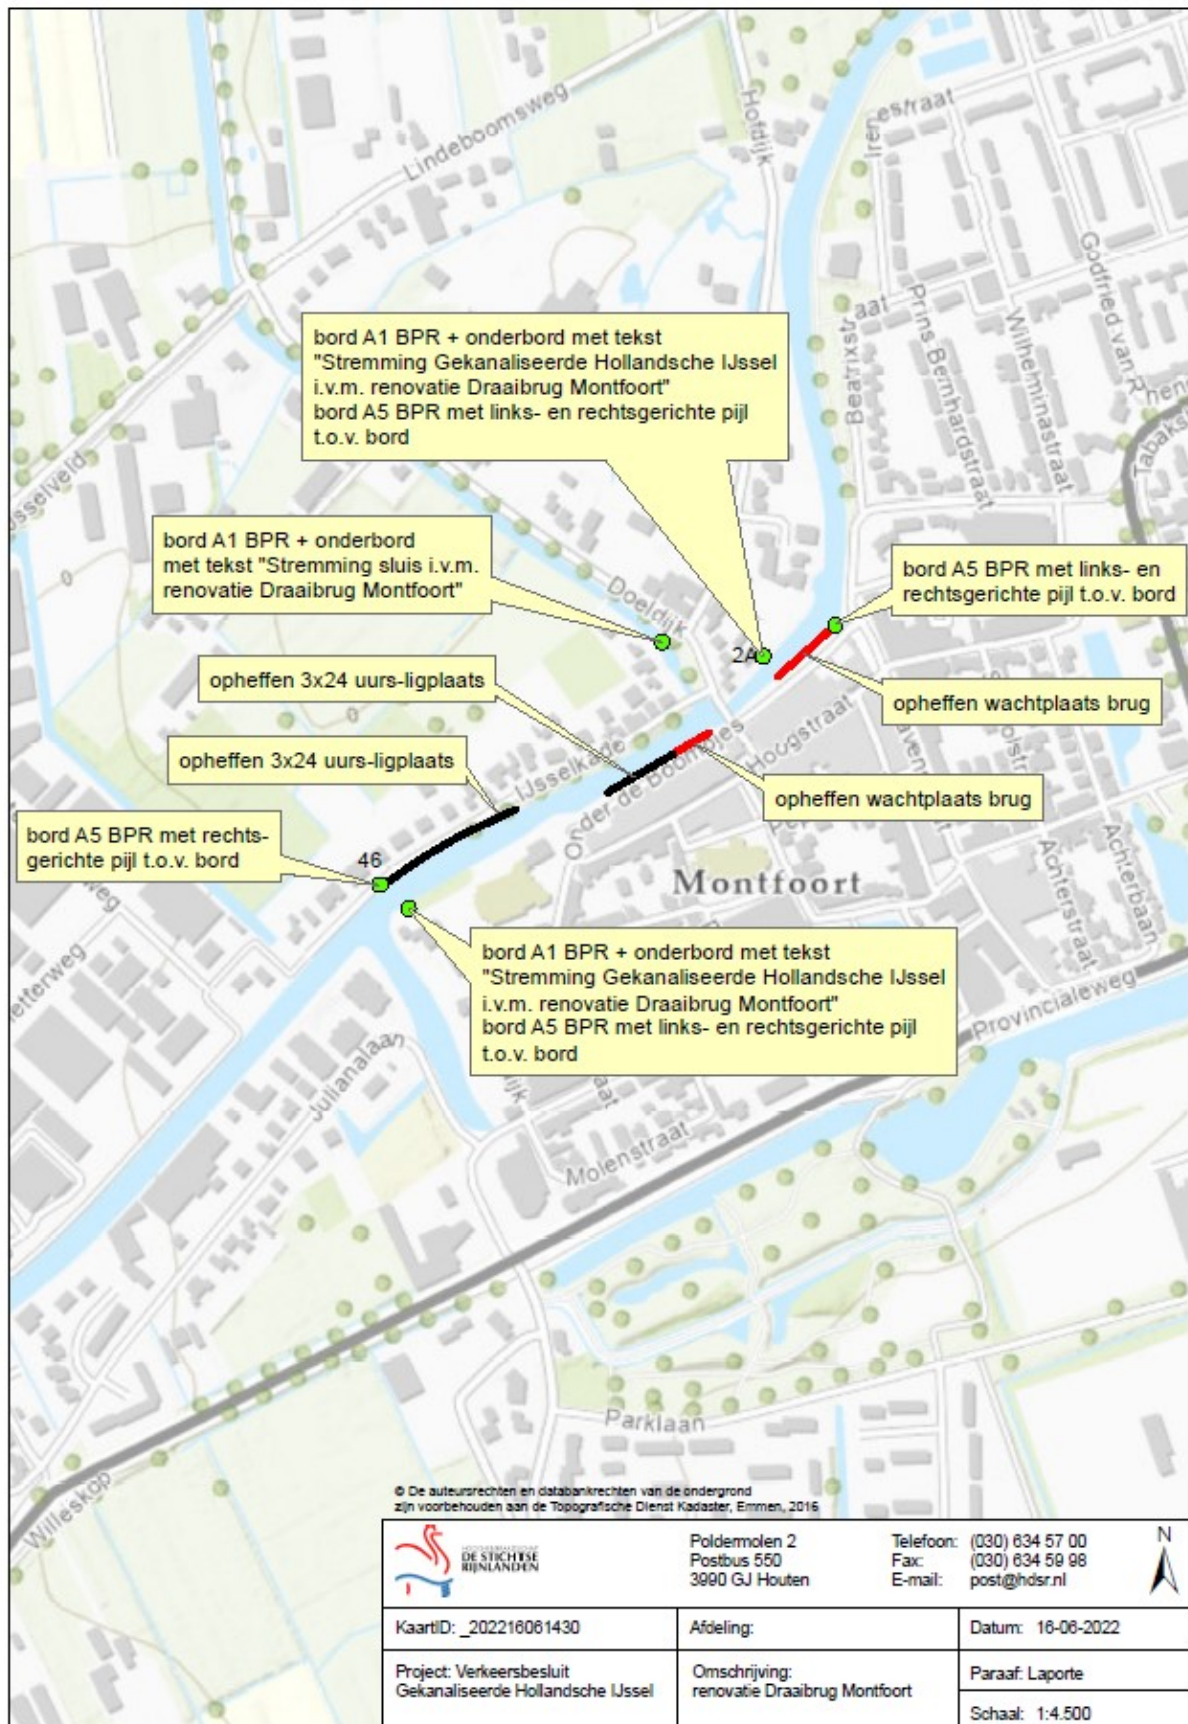 Lindeboomsweg
Hofdijk
Irenestraat
Godfried van Rhenen
Beatrixstraat
Prins Bernhardstraat
Wilhelminastraat
Tabakst
bord A1 BPR + onderbord met tekst
"Stremming Gekanaliseerde Hollandsche IJssel
i.v.m. renovatie Draaibrug Montfoort"
bord A5 BPR met links- en rechtsgerichte pijl
t.o.v. bord
Jsselveld
0
bord A1 BPR + onderbord
met tekst "Stremming sluis i.v.m.
renovatie Draaibrug Montfoort"
Doeldijk
bord A5 BPR met links- en
rechtsgerichte pijl t.o.v. bord
2A
opheffen 3x24 uurs-ligplaats
opheffen wachtplaats brug
0
opheffen 3x24 uurs-ligplaats
IJsselkade
Onder de Boompjes
Hoogstraat
opheffen wachtplaats brug
bord A5 BPR met rechts-
gerichte pijl t.o.v. bord
46
Montfoort
Achterstraat
Achterbaan
bord A1 BPR + onderbord met tekst
"Stremming Gekanaliseerde Hollandsche IJssel
i.v.m. renovatie Draaibrug Montfoort"
bord A5 BPR met links- en rechtsgerichte pijl
t.o.v. bord
etterweg
Provincialeweg
Julianalaan
Molenstraat
Parklaan
Willeskop
© De auteursrechten en databankrechten van de ondergrond
zijn voorbehouden aan de Topografische Dienst Kadaster, Emmen, 2016
HOOGHEEMRAADSCHAP
DE STICHTSE
RIJNLANDEN
Poldermolen 2
Postbus 550
3990 GJ Houten
Telefoon: (030) 634 57 00
Fax: (030) 634 59 98
E-mail: post@hdsr.nl
N
KaartID: _202216061430
Afdeling:
Datum: 16-06-2022
Project: Verkeersbesluit
Gekanaliseerde Hollandsche IJssel
Omschrijving:
renovatie Draaibrug Montfoort
Paraaf: Laporte
Schaal: 1:4.500